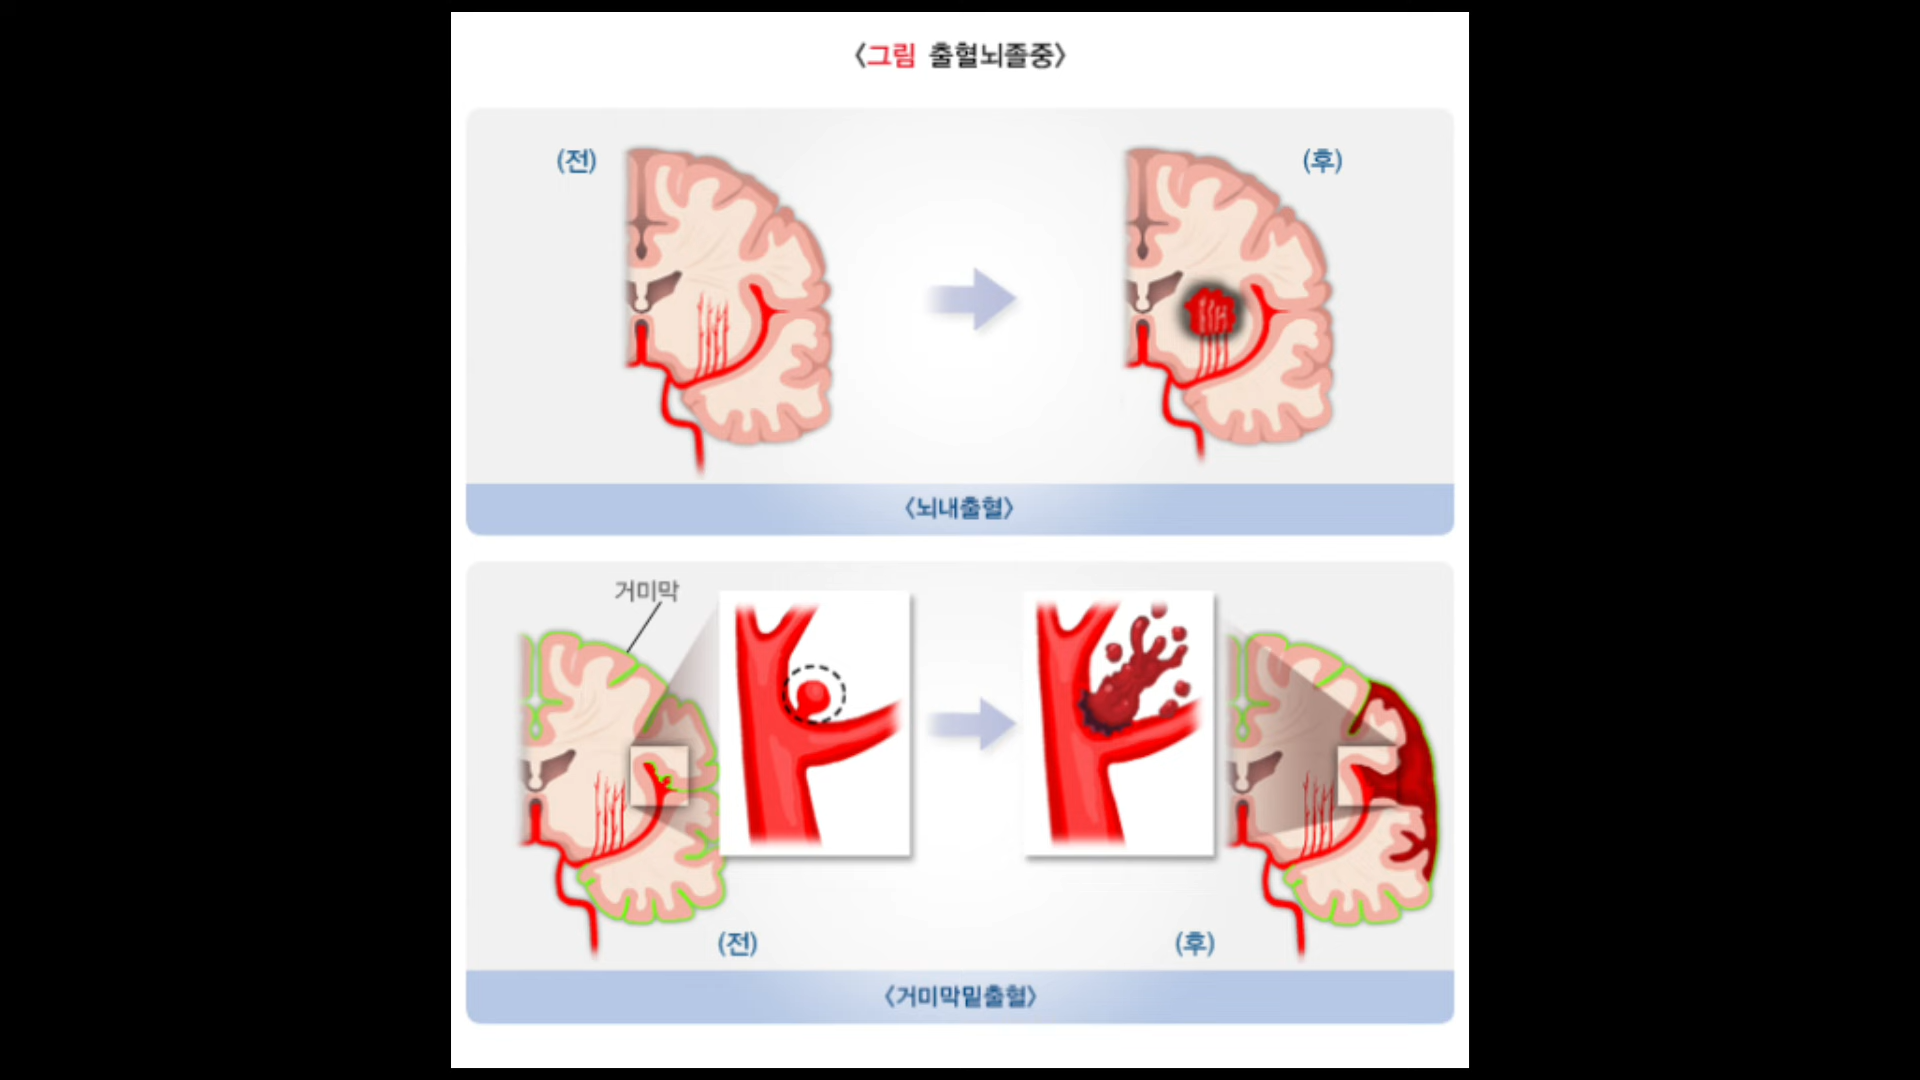 〈그림 출혈뇌졸중〉
(전)
(후)
〈뇌내출혈〉
거미막
(전)
(후)
〈거미막밑출혈〉